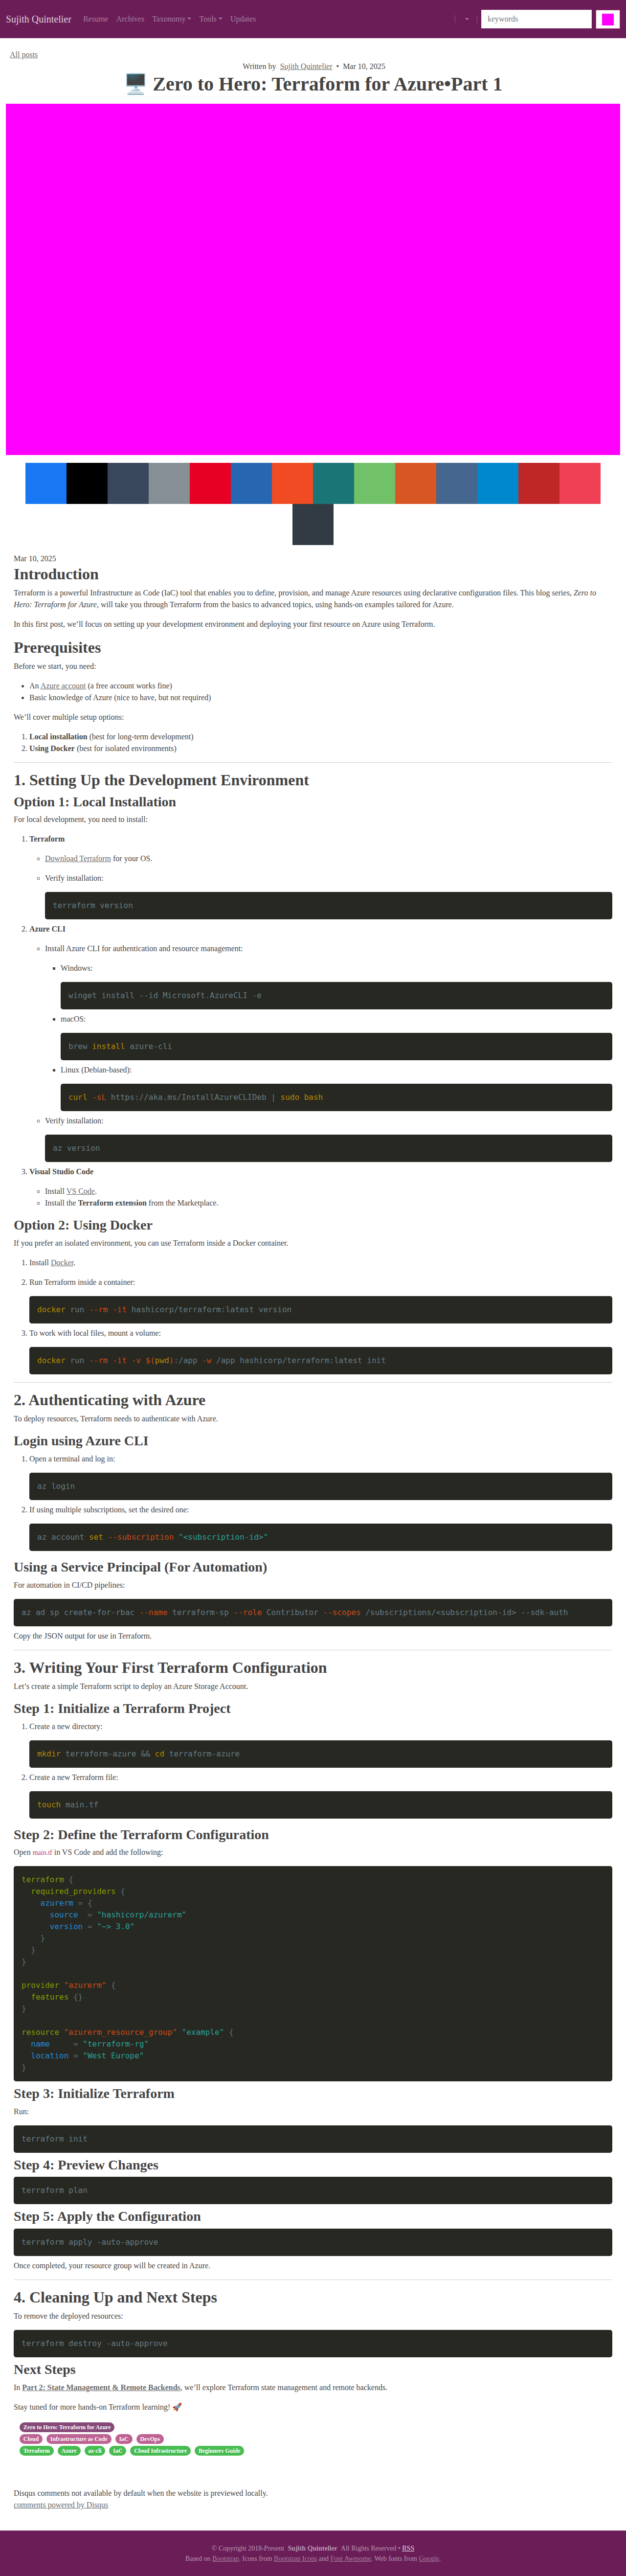 Sujith Quintelier Resume Archives Taxonomy Tools Updates keywords
All posts
Written by Sujith Quintelier • Mar 10, 2025
🖥️ Zero to Hero: Terraform for Azure•Part 1
Mar 10, 2025
Introduction
Terraform is a powerful Infrastructure as Code (IaC) tool that enables you to define, provision, and manage Azure resources using declarative configuration files. This blog series, Zero to
Hero: Terraform for Azure, will take you through Terraform from the basics to advanced topics, using hands-on examples tailored for Azure.
In this first post, we’ll focus on setting up your development environment and deploying your first resource on Azure using Terraform.
Prerequisites
Before we start, you need:
• An Azure account (a free account works fine)
• Basic knowledge of Azure (nice to have, but not required)
We’ll cover multiple setup options:
1. Local installation (best for long-term development)
2. Using Docker (best for isolated environments)
1. Setting Up the Development Environment
Option 1: Local Installation
For local development, you need to install:
1. Terraform
◦ Download Terraform for your OS.
◦ Verify installation:
terraform version
2. Azure CLI
◦ Install Azure CLI for authentication and resource management:
▪ Windows:
winget install --id Microsoft.AzureCLI -e
▪ macOS:
brew install azure-cli
▪ Linux (Debian-based):
curl -sL https://aka.ms/InstallAzureCLIDeb | sudo bash
◦ Verify installation:
az version
3. Visual Studio Code
◦ Install VS Code.
◦ Install the Terraform extension from the Marketplace.
Option 2: Using Docker
If you prefer an isolated environment, you can use Terraform inside a Docker container.
1. Install Docker.
2. Run Terraform inside a container:
docker run --rm -it hashicorp/terraform:latest version
3. To work with local files, mount a volume:
docker run --rm -it -v $(pwd):/app -w /app hashicorp/terraform:latest init
2. Authenticating with Azure
To deploy resources, Terraform needs to authenticate with Azure.
Login using Azure CLI
1. Open a terminal and log in:
az login
2. If using multiple subscriptions, set the desired one:
az account set --subscription "<subscription-id>"
Using a Service Principal (For Automation)
For automation in CI/CD pipelines:
az ad sp create-for-rbac --name terraform-sp --role Contributor --scopes /subscriptions/<subscription-id> --sdk-auth
Copy the JSON output for use in Terraform.
3. Writing Your First Terraform Configuration
Let’s create a simple Terraform script to deploy an Azure Storage Account.
Step 1: Initialize a Terraform Project
1. Create a new directory:
mkdir terraform-azure && cd terraform-azure
2. Create a new Terraform file:
touch main.tf
Step 2: Define the Terraform Configuration
Open main.tf in VS Code and add the following:
terraform {
  required_providers {
    azurerm = {
      source  = "hashicorp/azurerm"
      version = "~> 3.0"
    }
  }
}
provider "azurerm" {
  features {}
}
resource "azurerm_resource_group" "example" {
  name     = "terraform-rg"
  location = "West Europe"
}
Step 3: Initialize Terraform
Run:
terraform init
Step 4: Preview Changes
terraform plan
Step 5: Apply the Configuration
terraform apply -auto-approve
Once completed, your resource group will be created in Azure.
4. Cleaning Up and Next Steps
To remove the deployed resources:
terraform destroy -auto-approve
Next Steps
In Part 2: State Management & Remote Backends, we’ll explore Terraform state management and remote backends.
Stay tuned for more hands-on Terraform learning! 🚀
Zero to Hero: Terraform for Azure
Cloud Infrastructure as Code IaC DevOps
Terraform Azure az-cli IaC Cloud Infrastructure Beginners Guide
Disqus comments not available by default when the website is previewed locally.
comments powered by Disqus
© Copyright 2018-Present Sujith Quintelier All Rights Reserved • RSS
Based on Bootstrap. Icons from Bootstrap Icons and Font Awesome. Web fonts from Google.